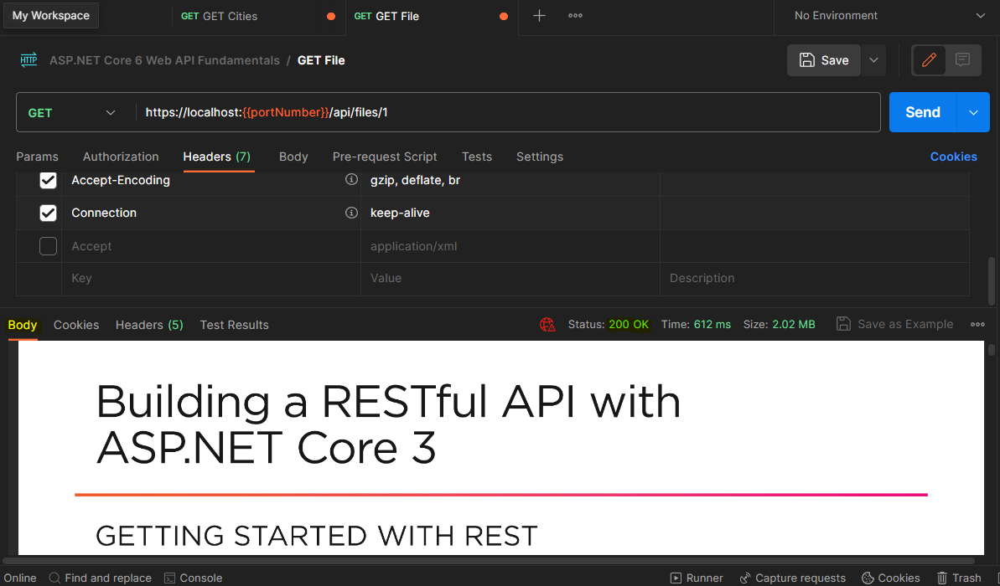 My Workspace
GET GET Cities
GET GET File
No Environment
HTTP ASP.NET Core 6 Web API Fundamentals / GET File
Save
GET https://localhost:{{portNumber}}/api/files/1
Send
Params Authorization Headers (7) Body Pre-request Script Tests Settings Cookies
Accept-Encoding gzip, deflate, br
Connection keep-alive
Accept application/xml
Key Value Description
Body Cookies Headers (5) Test Results Status: 200 OK Time: 612 ms Size: 2.02 MB Save as Example
Building a RESTful API with
ASP.NET Core 3
GETTING STARTED WITH REST
Online Find and replace Console Runner Capture requests Cookies Trash